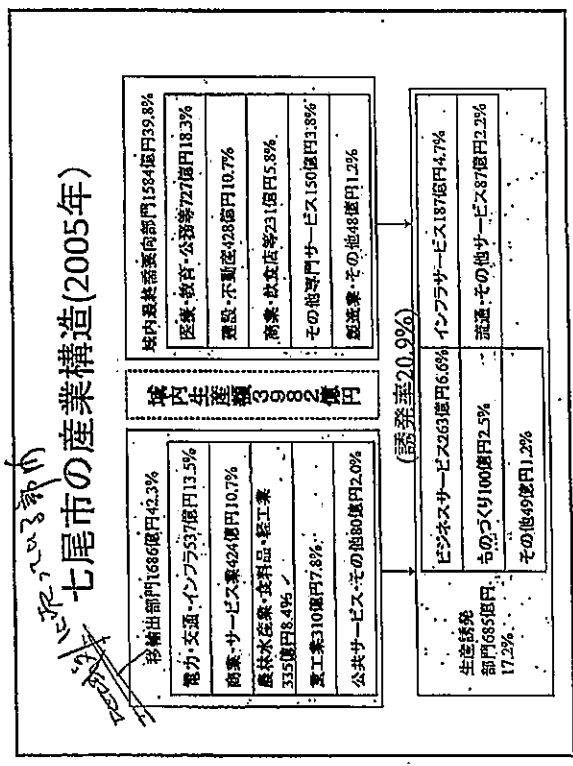 七尾市の産業構造(2005年)
移輸出部門1686億円42.3%
電力・交通・インフラ537億円13.5%
商業・サービス業424億円10.7%
農林水産業・食料品・軽工業
335億円8.4%
重工業310億円7.8%
公共サービス・その他80億円2.0%
域内生産額3982億円
域内最終需要向部門1584億円39.8%
医療・教育・公務等727億円18.3%
建設・不動産428億円10.7%
商業・飲食店等231億円5.8%
その他専門サービス150億円3.8%
製造業・その他48億円1.2%
(誘発率20.9%)
生産誘発
部門685億円
17.2%
ビジネスサービス263億円6.6%
インフラサービス187億円4.7%
ものづくり100億円2.5%
流通・その他サービス87億円2.2%
その他49億円1.2%